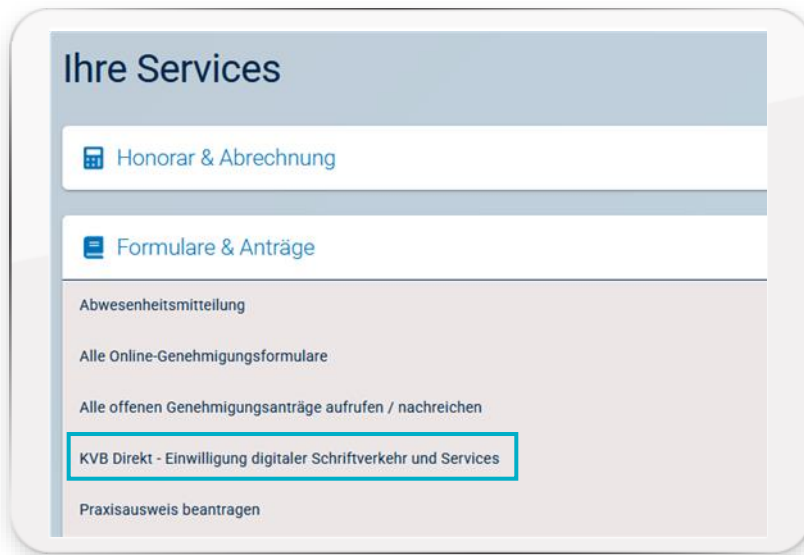 Ihre Services
Honorar & Abrechnung
Formulare & Anträge
Abwesenheitsmitteilung
Alle Online-Genehmigungsformulare
Alle offenen Genehmigungsanträge aufrufen / nachreichen
KVB Direkt - Einwilligung digitaler Schriftverkehr und Services
Praxisausweis beantragen